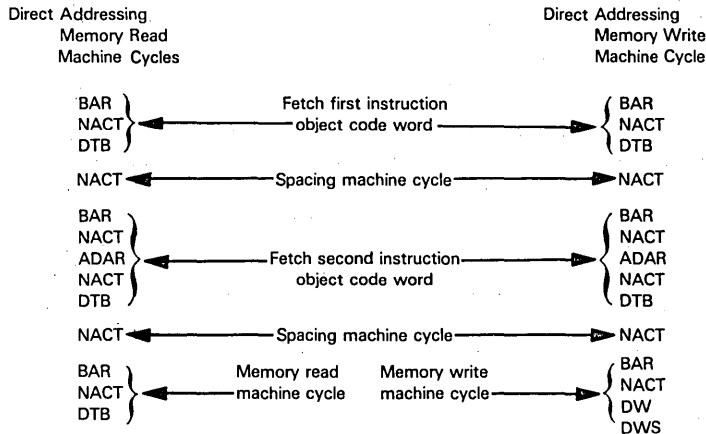 Direct Addressing
Memory Read
Machine Cycles
Direct Addressing
Memory Write
Machine Cycle
BAR
NACT
DTB
Fetch first instruction
object code word
BAR
NACT
DTB
NACT
Spacing machine cycle
NACT
BAR
NACT
ADAR
NACT
DTB
Fetch second instruction
object code word
BAR
NACT
ADAR
NACT
DTB
NACT
Spacing machine cycle
NACT
BAR
NACT
DTB
Memory read
machine cycle
Memory write
machine cycle
BAR
NACT
DW
DWS